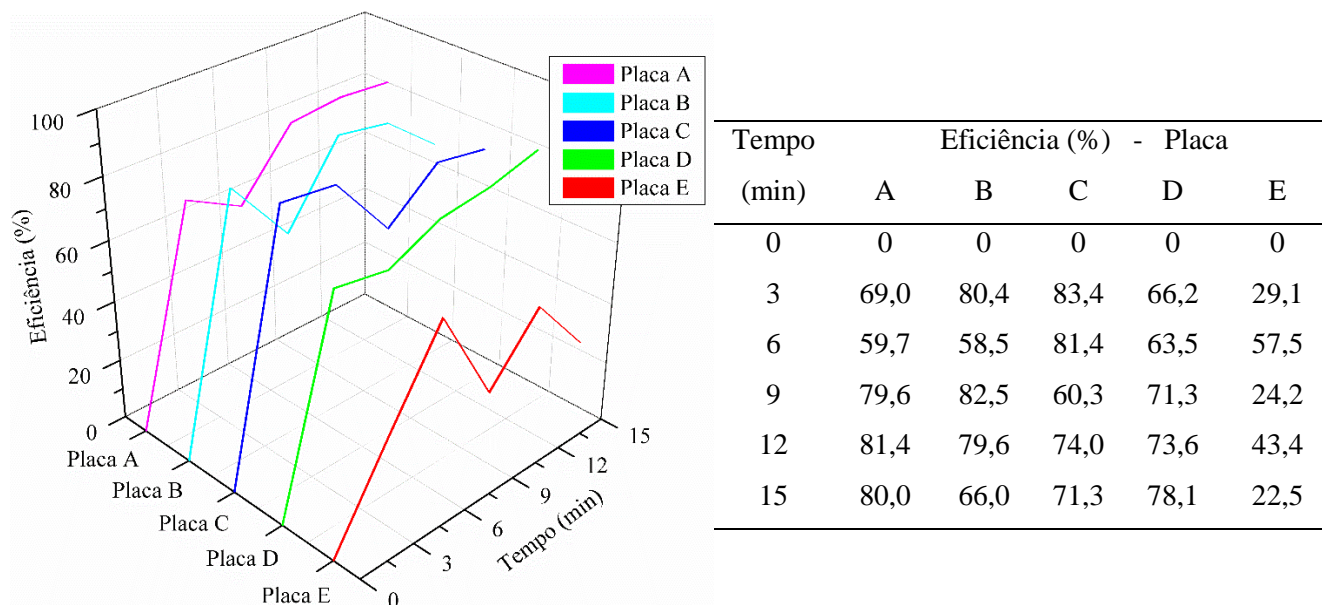 100
80
60
40
20
0
Eficiência (%)
Placa A
Placa B
Placa C
Placa D
Placa E
0
3
6
9
12
15
Tempo (min)
Placa A
Placa B
Placa C
Placa D
Placa E
Tempo Eficiência (%) - Placa
(min) A B C D E
0 0 0 0 0 0
3 69,0 80,4 83,4 66,2 29,1
6 59,7 58,5 81,4 63,5 57,5
9 79,6 82,5 60,3 71,3 24,2
12 81,4 79,6 74,0 73,6 43,4
15 80,0 66,0 71,3 78,1 22,5